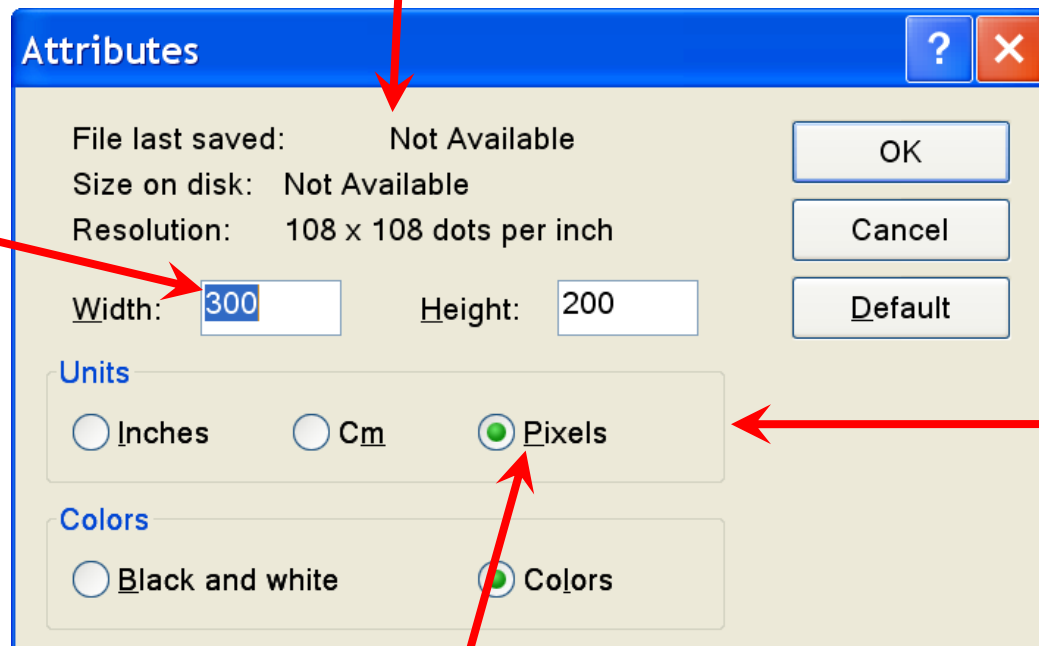 Attributes
?
File last saved: Not Available
OK
Size on disk: Not Available
Resolution: 108 x 108 dots per inch
Cancel
Width: 300 Height: 200
Default
Units
Inches Cm Pixels
Colors
Black and white Colors